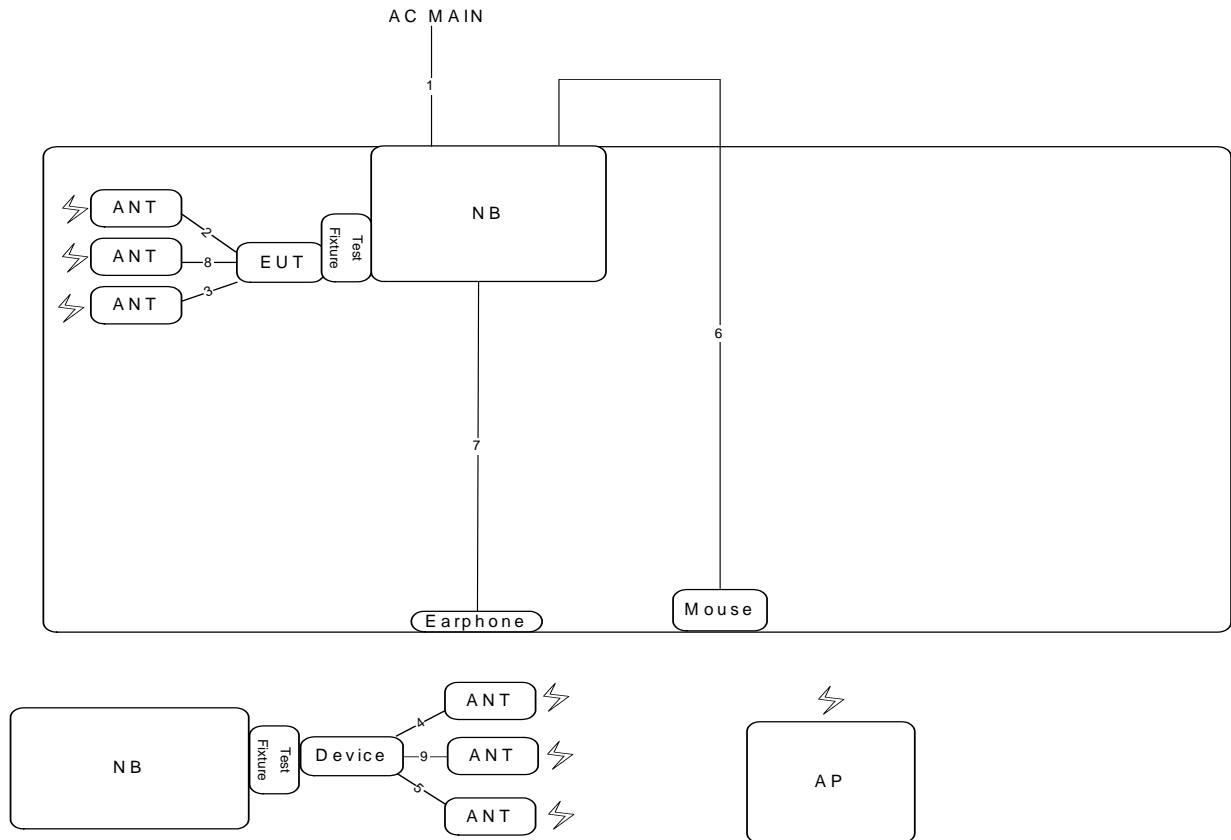 AC MAIN
1
ANT
2
NB
ANT
8
EUT
Test
Fixture
ANT
3
6
7
Earphone
Mouse
NB
Test
Fixture
Device
4
ANT
9
ANT
5
ANT
AP